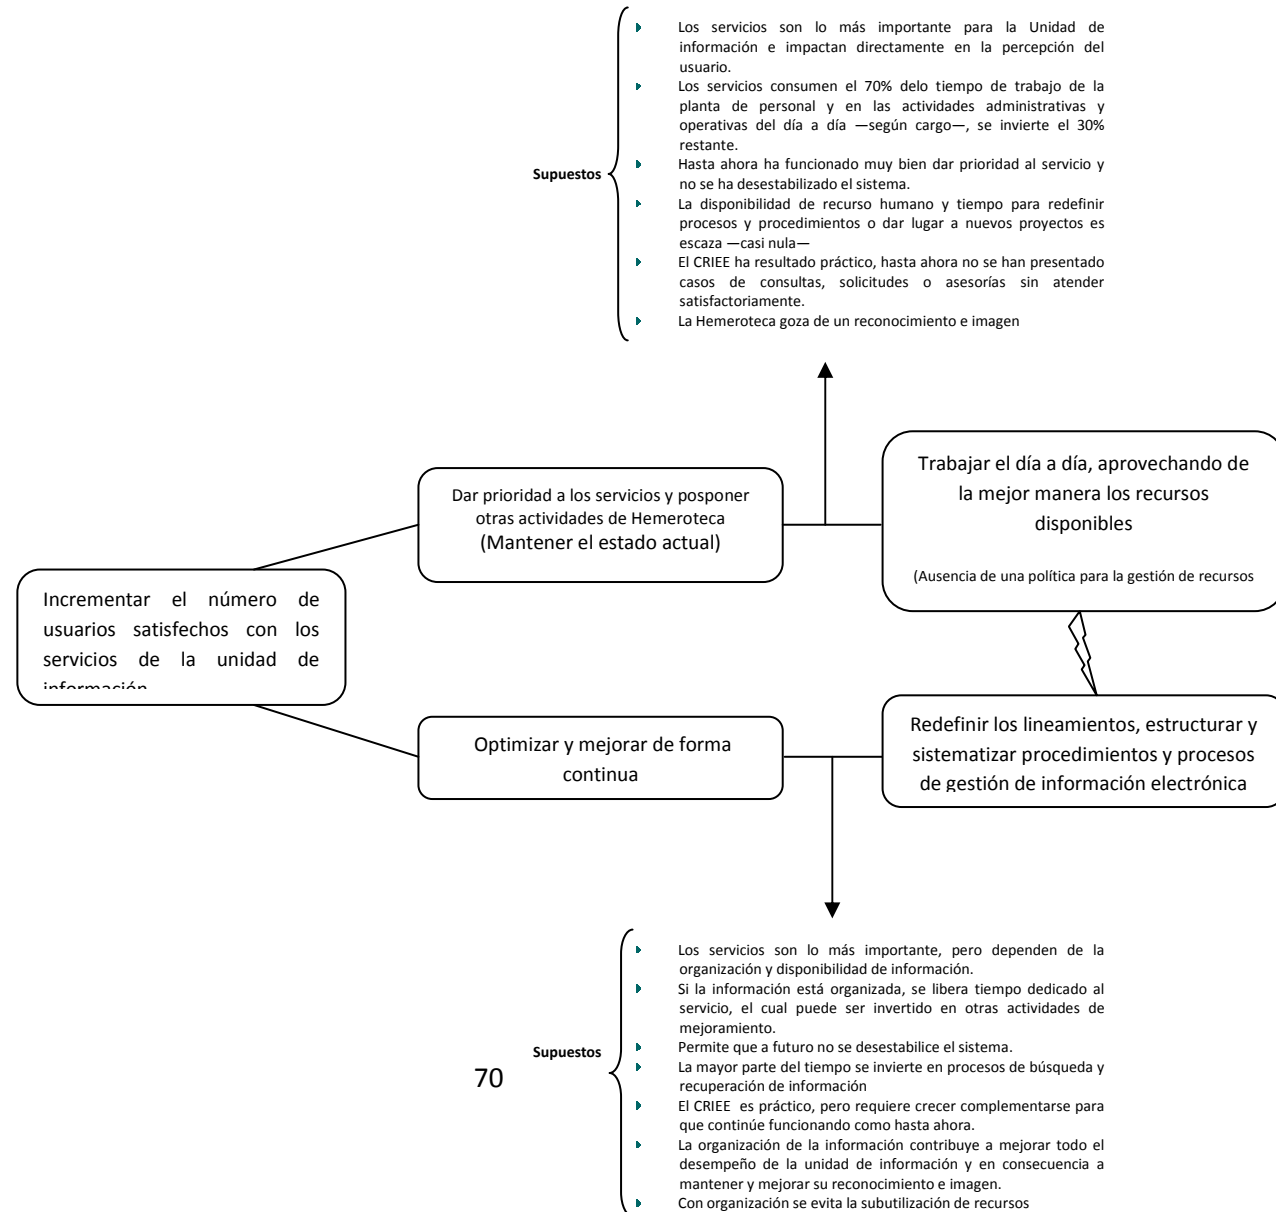 Los servicios son lo más importante para la Unidad de
información e impactan directamente en la percepción del
usuario.
Los servicios consumen el 70% delo tiempo de trabajo de la
planta de personal y en las actividades administrativas y
operativas del día a día —según cargo—, se invierte el 30%
restante.
Supuestos
Hasta ahora ha funcionado muy bien dar prioridad al servicio y
no se ha desestabilizado el sistema.
La disponibilidad de recurso humano y tiempo para redefinir
procesos y procedimientos o dar lugar a nuevos proyectos es
escaza —casi nula—
El CRIEE ha resultado práctico, hasta ahora no se han presentado
casos de consultas, solicitudes o asesorías sin atender
satisfactoriamente.
La Hemeroteca goza de un reconocimiento e imagen
Trabajar el día a día, aprovechando de
la mejor manera los recursos
disponibles
(Ausencia de una política para la gestión de recursos
Dar prioridad a los servicios y posponer
otras actividades de Hemeroteca
(Mantener el estado actual)
Incrementar el número de
usuarios satisfechos con los
servicios de la unidad de
información
Optimizar y mejorar de forma
continua
Redefinir los lineamientos, estructurar y
sistematizar procedimientos y procesos
de gestión de información electrónica
Los servicios son lo más importante, pero dependen de la
organización y disponibilidad de información.
Si la información está organizada, se libera tiempo dedicado al
servicio, el cual puede ser invertido en otras actividades de
mejoramiento.
Supuestos
Permite que a futuro no se desestabilice el sistema.
La mayor parte del tiempo se invierte en procesos de búsqueda y
recuperación de información
El CRIEE es práctico, pero requiere crecer complementarse para
que continúe funcionando como hasta ahora.
La organización de la información contribuye a mejorar todo el
desempeño de la unidad de información y en consecuencia a
mantener y mejorar su reconocimiento e imagen.
Con organización se evita la subutilización de recursos
70